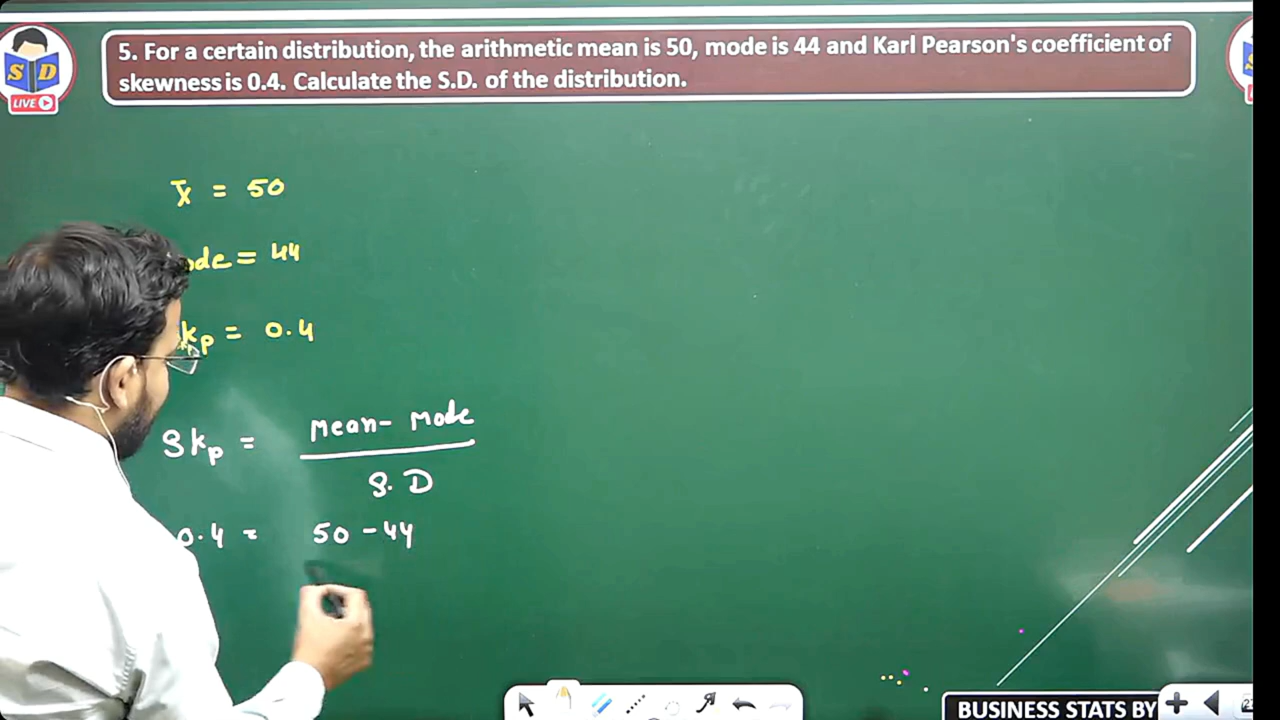 5. For a certain distribution, the arithmetic mean is 50, mode is 44 and Karl Pearson's coefficient of
skewness is 0.4. Calculate the S.D. of the distribution.
S D
LIVE
x̄ = 50
ode = 44
kp = 0.4
Skp = Mean- Mode
S.D
0.4 = 50 - 44
BUSINESS STATS BY